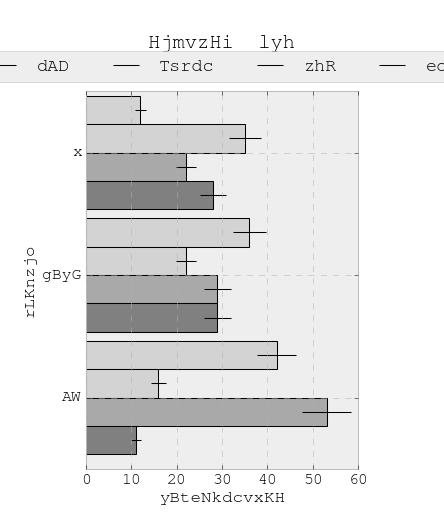 HjmvzHi lyh
dAD Tsrdc zhR
x
gByG
AW
rLKnzjo
0 10 20 30 40 50 60
yBteNkdcvxKH